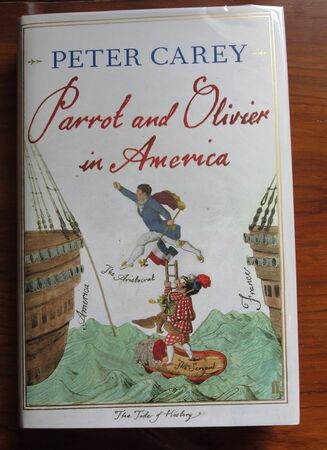 PETER CAREY
Parrot and Olivier
in America
The Aristocrat
America
France
The Servant
The Tide of History